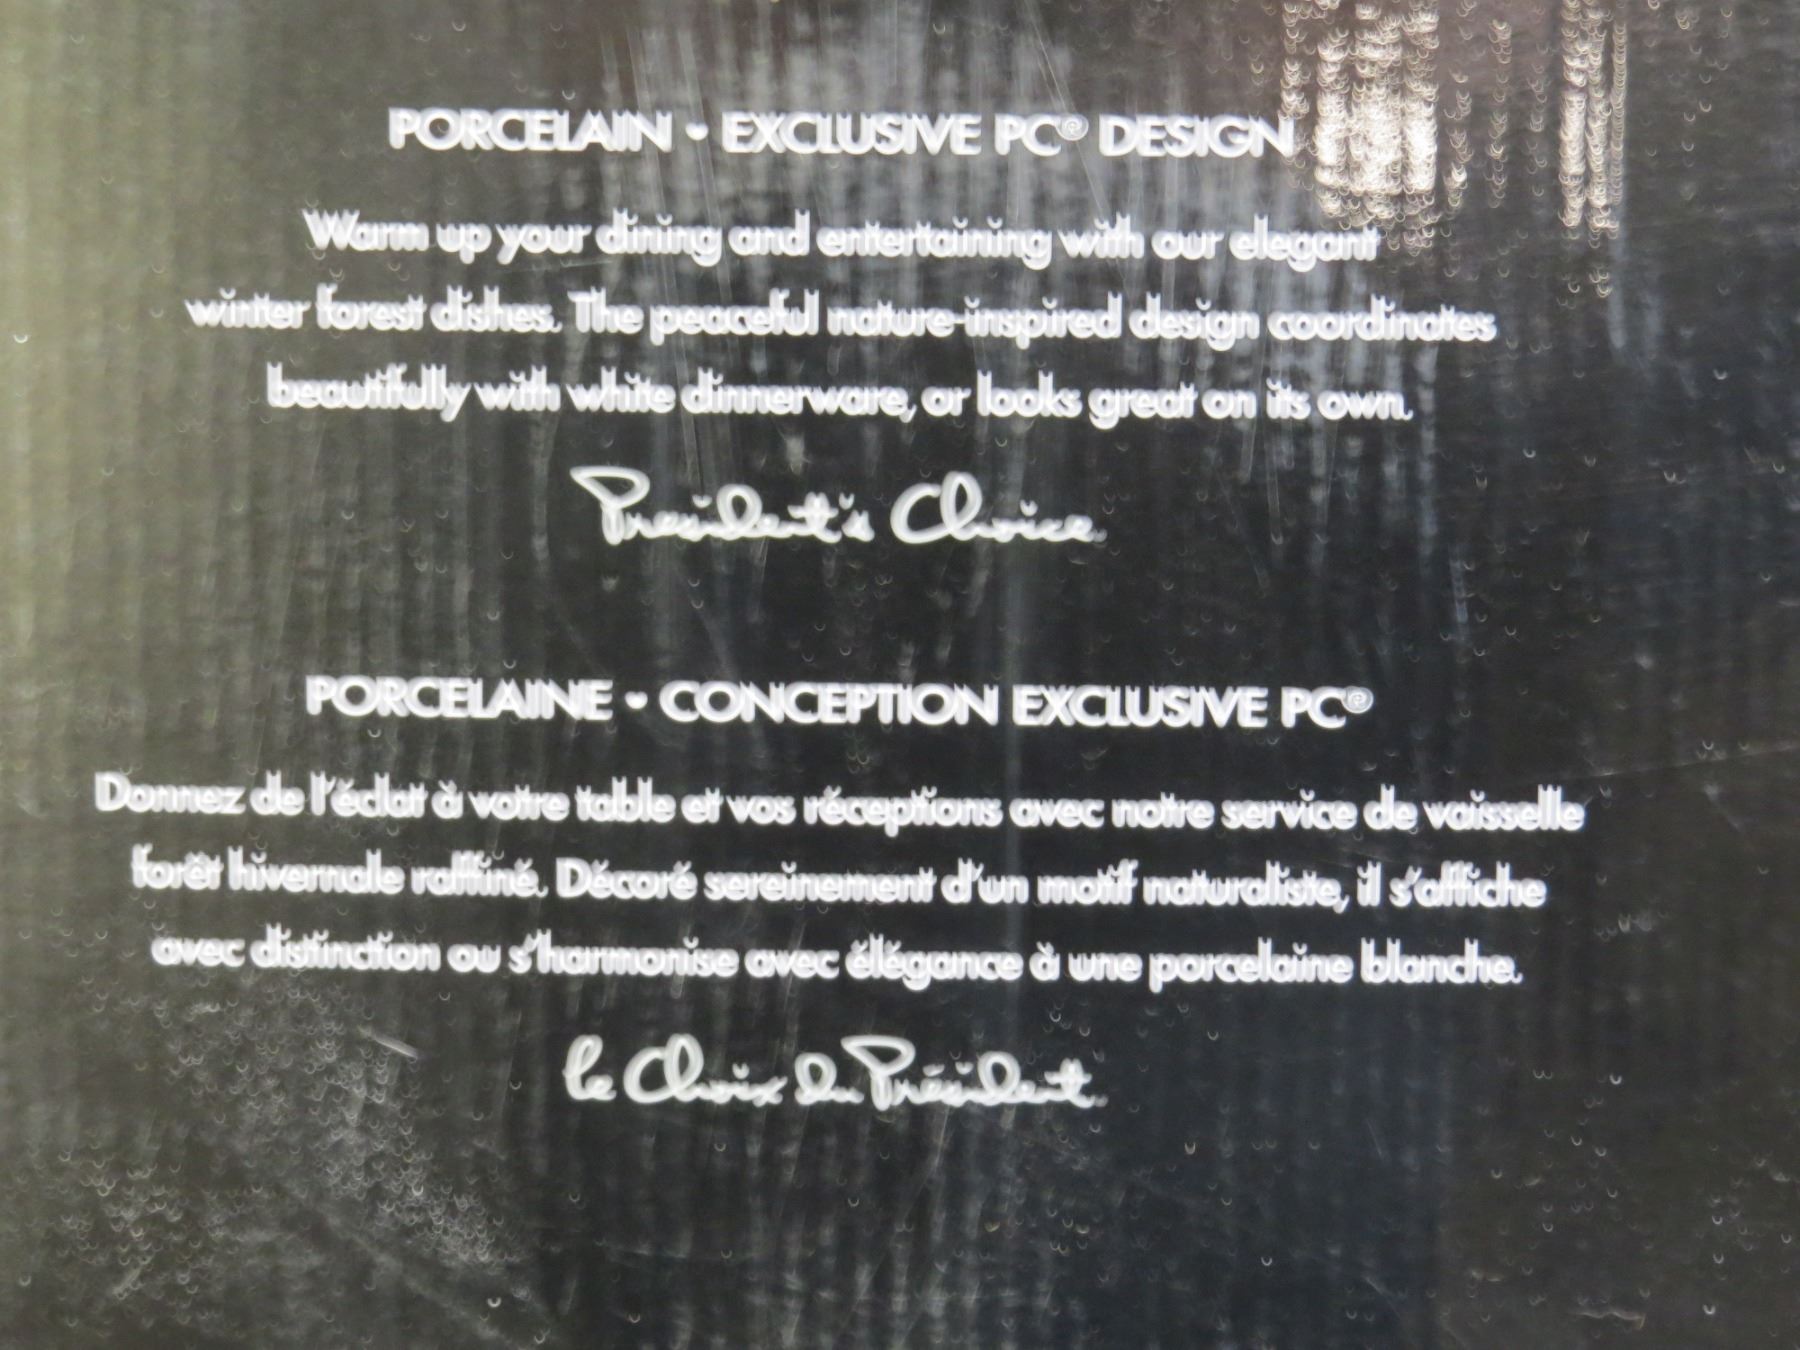 PORCELAIN • EXCLUSIVE PC® DESIGN
Warm up your dining and entertaining with our elegant
winter forest dishes. The peaceful nature-inspired design coordinates
beautifully with white dinnerware, or looks great on its own.
President's Choice
PORCELAINE • CONCEPTION EXCLUSIVE PC®
Donnez de l'éclat à votre table et vos réceptions avec notre service de vaisselle
forêt hivernale raffiné. Décoré sereinement d'un motif naturaliste, il s'affiche
avec distinction ou s'harmonise avec élégance à une porcelaine blanche.
le Choix du Président